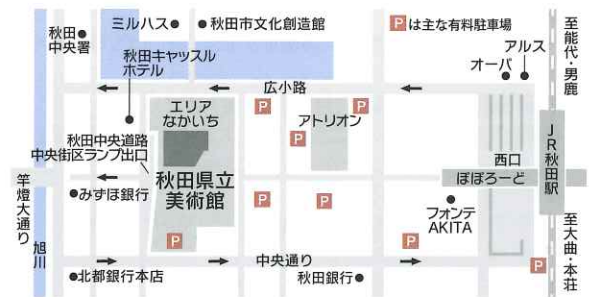 ミルハス
秋田市文化創造館
P は主な有料駐車場
至能代・男鹿
秋田
中央署
秋田キャッスル
ホテル
アルス
オーパ
広小路
エリア
なかいち
P
アトリオン
P
P
秋田中央道路
中央街区ランプ出口
秋田県立
美術館
西口
JR秋田駅
ぽぽろーど
竿燈大通り
みずほ銀行
P
P
フォンテ
AKITA
旭川
P
P
中央通り
P
至大曲・本荘
北都銀行本店
秋田銀行